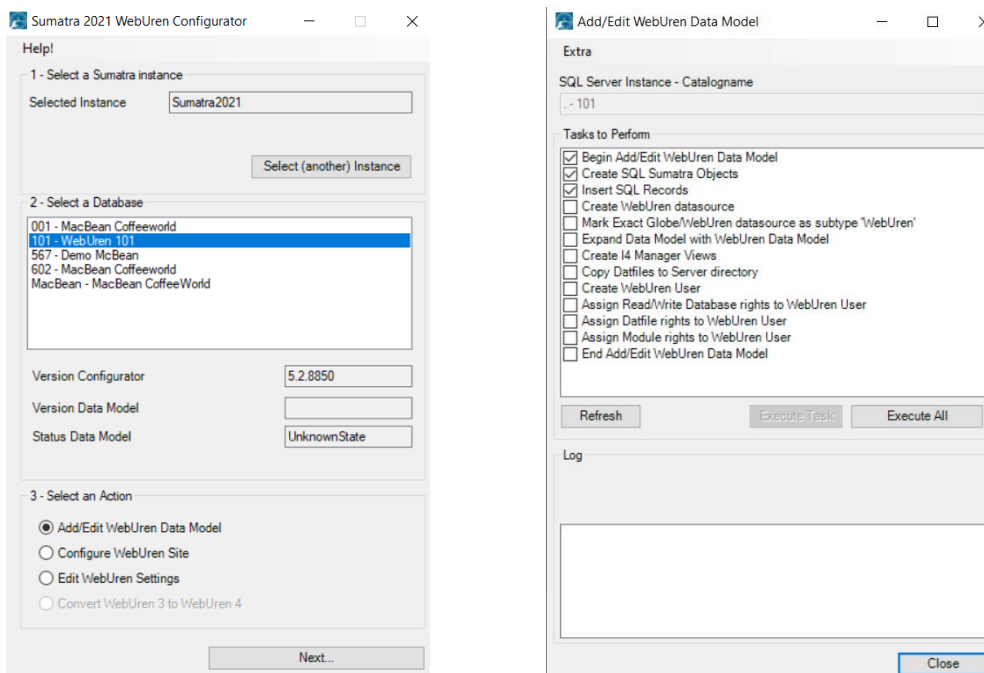 Sumatra 2021 WebUren Configurator
Help!
1 - Select a Sumatra instance
Selected Instance
Sumatra2021
Select (another) Instance
2 - Select a Database
001 - MacBean Coffeeworld
101 - WebUren 101
567 - Demo McBean
602 - MacBean Coffeeworld
MacBean - MacBean CoffeeWorld
Version Configurator
5.2.8850
Version Data Model
Status Data Model
UnknownState
3 - Select an Action
Add/Edit WebUren Data Model
Configure WebUren Site
Edit WebUren Settings
Convert WebUren 3 to WebUren 4
Next...
Add/Edit WebUren Data Model
Extra
SQL Server Instance - Catalogname
. - 101
Tasks to Perform
Begin Add/Edit WebUren Data Model
Create SQL Sumatra Objects
Insert SQL Records
Create WebUren datasource
Mark Exact Globe/WebUren datasource as subtype 'WebUren'
Expand Data Model with WebUren Data Model
Create I4 Manager Views
Copy Datfiles to Server directory
Create WebUren User
Assign Read/Write Database rights to WebUren User
Assign Datfile rights to WebUren User
Assign Module rights to WebUren User
End Add/Edit WebUren Data Model
Refresh
Execute Task
Execute All
Log
Close